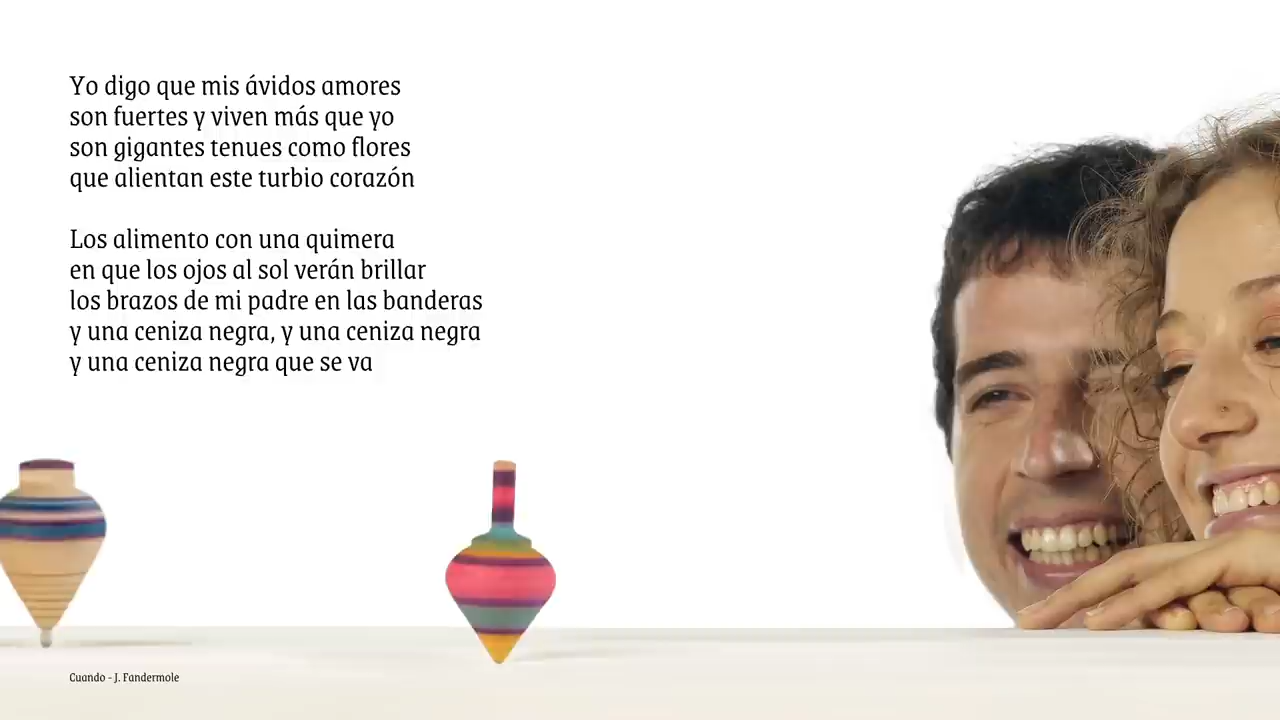 Yo digo que mis ávidos amores
son fuertes y viven más que yo
son gigantes tenues como flores
que alientan este turbio corazón
Los alimento con una quimera
en que los ojos al sol verán brillar
los brazos de mi padre en las banderas
y una ceniza negra, y una ceniza negra
y una ceniza negra que se va
Cuando - J. Fandermole